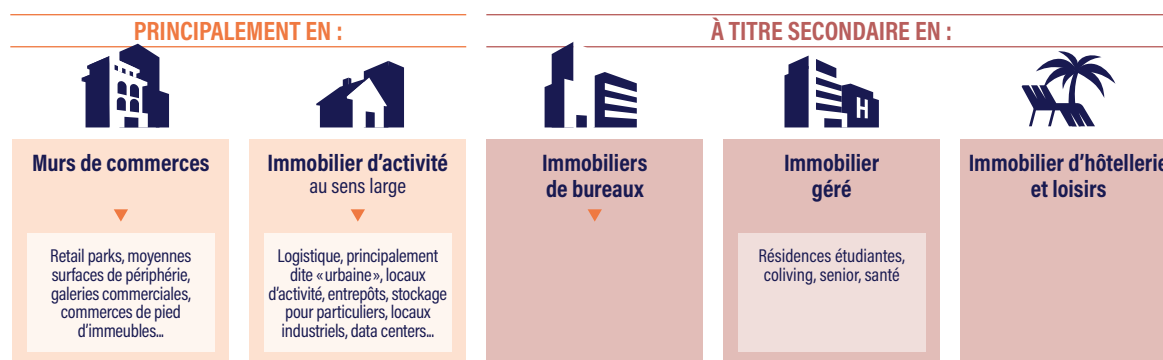 PRINCIPALEMENT EN :
À TITRE SECONDAIRE EN :
H
Murs de commerces
Retail parks, moyennes
surfaces de périphérie,
galeries commerciales,
commerces de pied
d’immeubles...
Immobilier d’activité
au sens large
Logistique, principalement
dite «urbaine», locaux
d’activité, entrepôts, stockage
pour particuliers, locaux
industriels, data centers...
Immobiliers
de bureaux
Immobilier
géré
Résidences étudiantes,
coliving, senior, santé
Immobilier d’hôtellerie
et loisirs